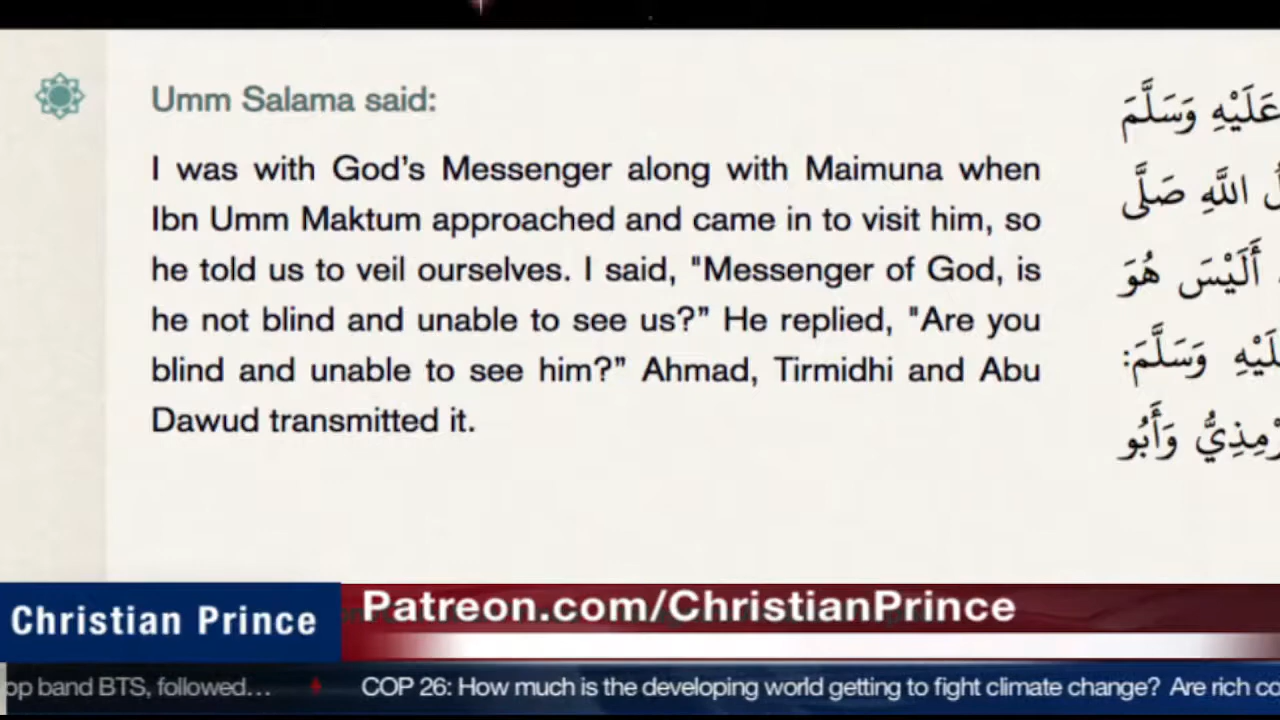 Umm Salama said:
I was with God's Messenger along with Maimuna when
Ibn Umm Maktum approached and came in to visit him, so
he told us to veil ourselves. I said, "Messenger of God, is
he not blind and unable to see us?” He replied, "Are you
blind and unable to see him?” Ahmad, Tirmidhi and Abu
Dawud transmitted it.
عَلَيْهِ وَسَلَّمَ
اللَّهِ صَلَّى
أَلَيْسَ هُوَ
وَسَلَّمَ:
وَأَبُو
Christian Prince
Patreon.com/ChristianPrince
op band BTS, followed... COP 26: How much is the developing world getting to fight climate change? Are rich co